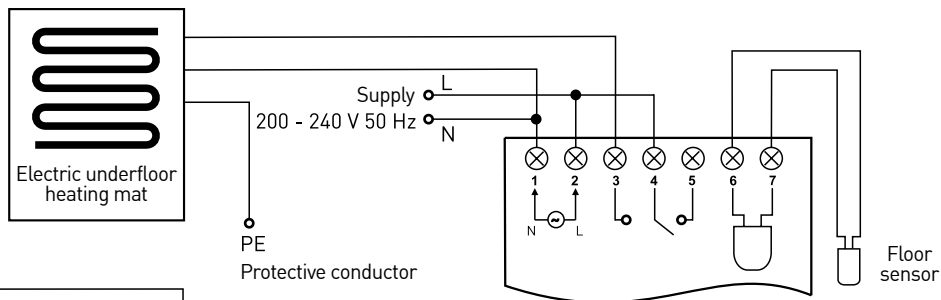 Electric underfloor
heating mat
Supply
L
200 - 240 V 50 Hz
N
1 2 3 4 5 6 7
N
~
L
PE
Protective conductor
Floor
sensor